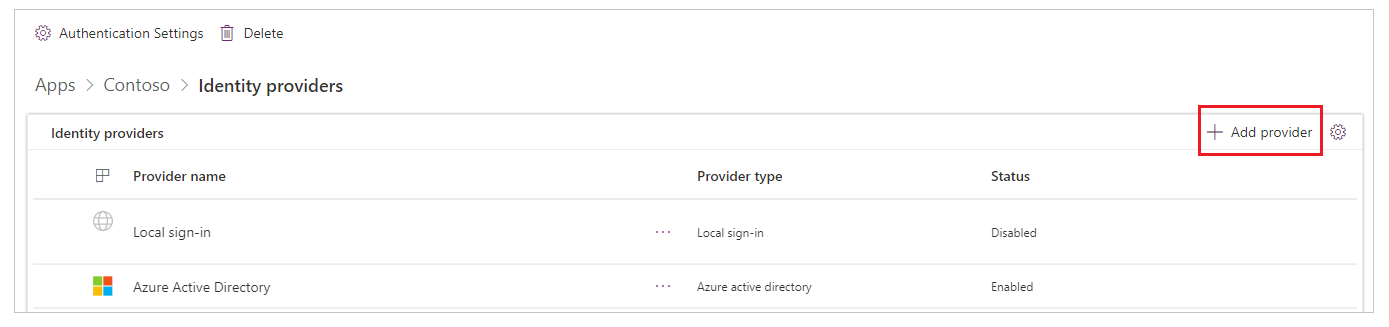 Authentication Settings Delete
Apps > Contoso > Identity providers
Identity providers + Add provider
Provider name Provider type Status
Local sign-in ... Local sign-in Disabled
Azure Active Directory ... Azure active directory Enabled